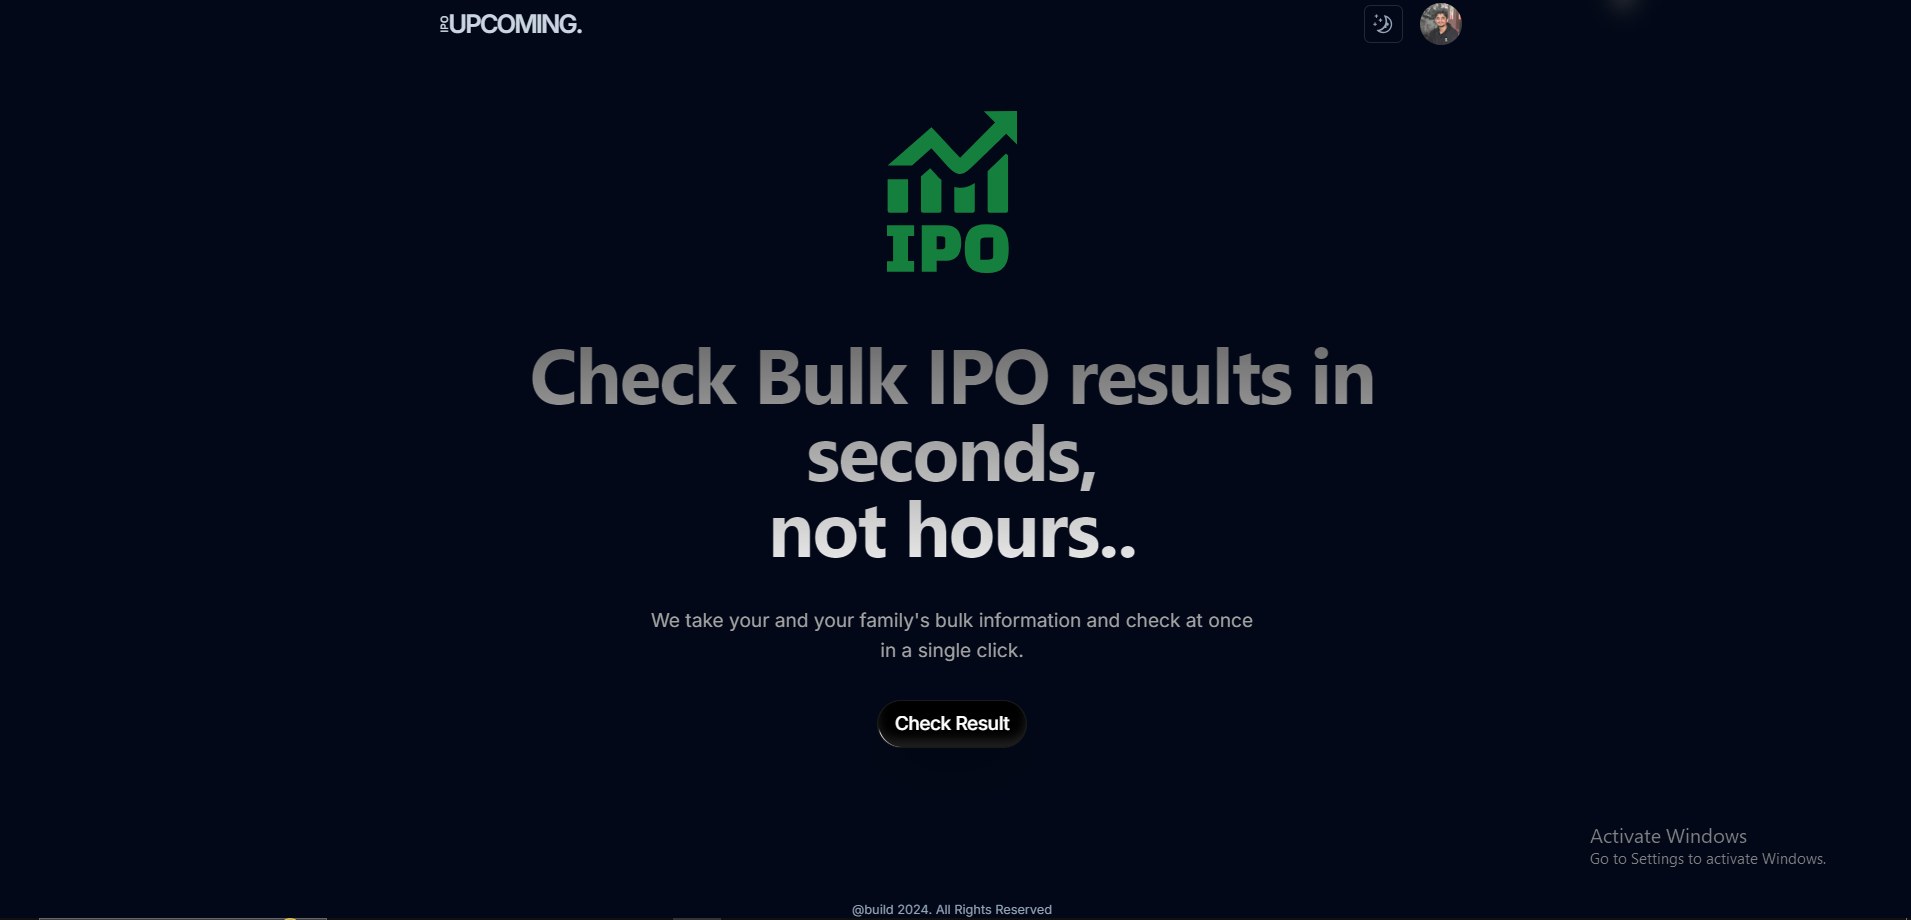 IPO UPCOMING.
IPO
Check Bulk IPO results in
seconds,
not hours..
We take your and your family's bulk information and check at once
in a single click.
Check Result
Activate Windows
Go to Settings to activate Windows.
@build 2024. All Rights Reserved